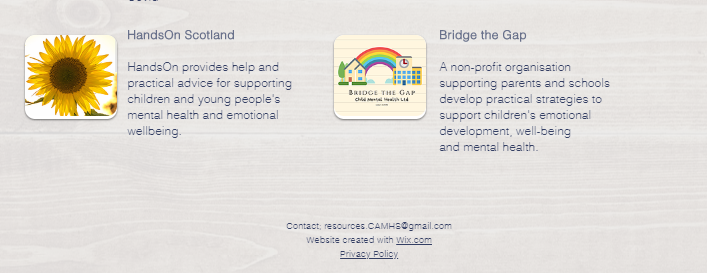 HandsOn Scotland
HandsOn provides help and
practical advice for supporting
children and young people's
mental health and emotional
wellbeing.
BRIDGE THE GAP
Child Mental Health Ltd
Bridge the Gap
A non-profit organisation
supporting parents and schools
develop practical strategies to
support children's emotional
development, well-being
and mental health.
Contact; resources.CAMHS@gmail.com
Website created with Wix.com
Privacy Policy